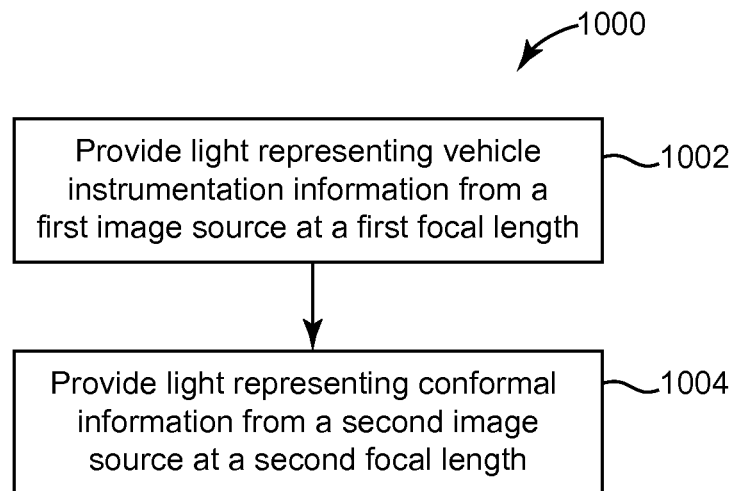 1000
Provide light representing vehicle
instrumentation information from a
first image source at a first focal length
1002
Provide light representing conformal
information from a second image
source at a second focal length
1004